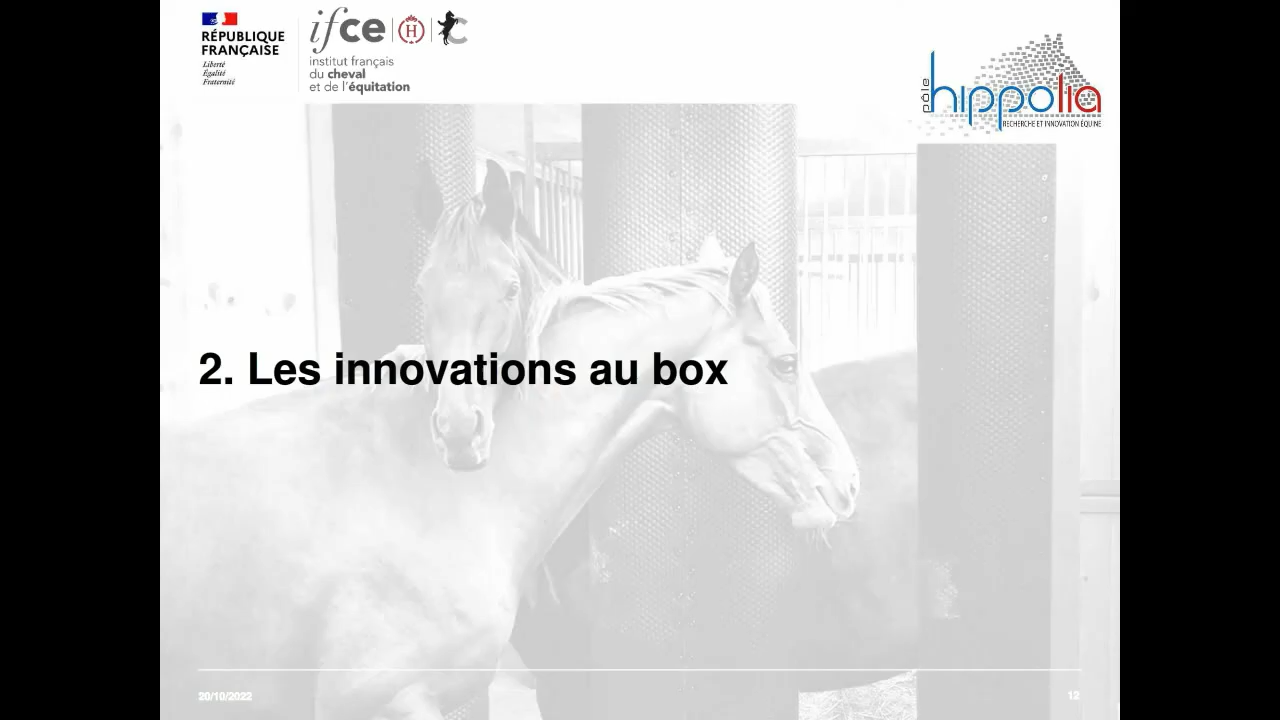 RÉPUBLIQUE
FRANÇAISE
Liberté
Égalité
Fraternité
ifce
H
institut français
du cheval
et de l'équitation
pôle
hippolia
RECHERCHE ET INNOVATION ÉQUINE
2. Les innovations au box
20/10/2022
12